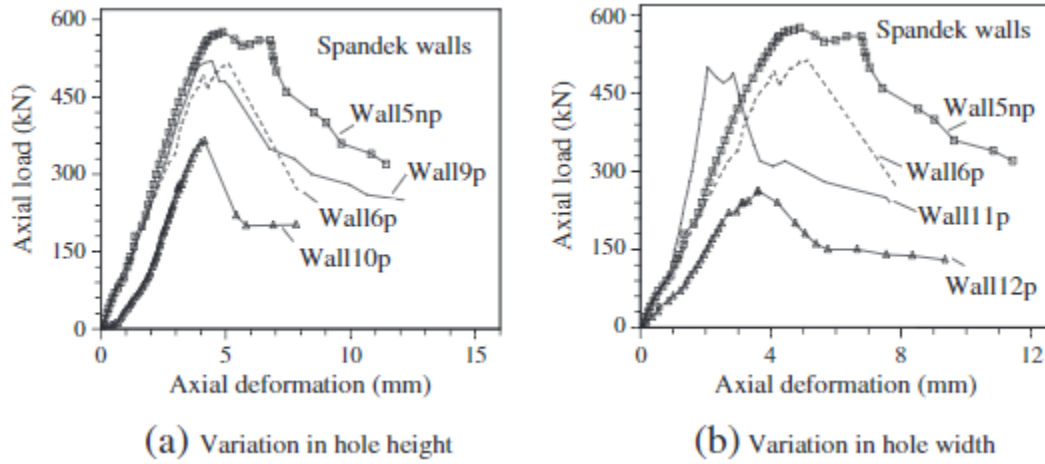 600
450
300
150
0
Axial load (kN)
Spandek walls
Wall5np
Wall9p
Wall6p
Wall10p
0 5 10 15
Axial deformation (mm)
(a) Variation in hole height
600
450
300
150
0
Axial load (kN)
Spandek walls
Wall5np
Wall6p
Wall11p
Wall12p
0 4 8 12
Axial deformation (mm)
(b) Variation in hole width